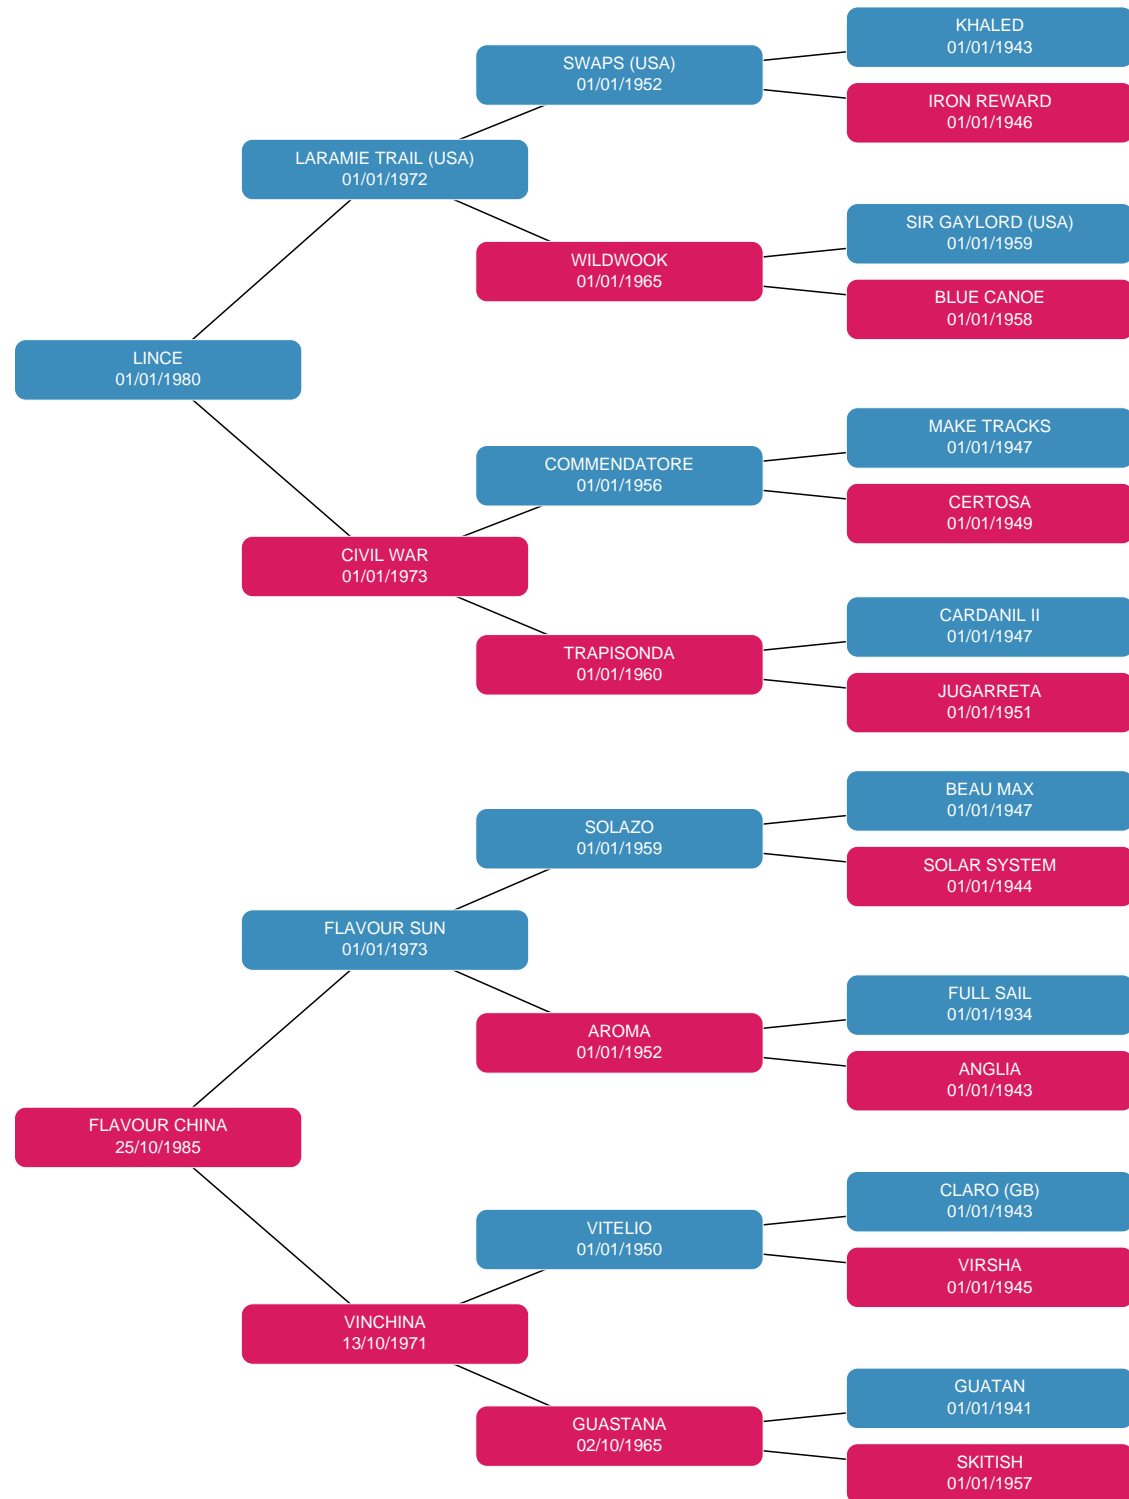 KHALED
01/01/1943
SWAPS (USA)
01/01/1952
IRON REWARD
01/01/1946
LARAMIE TRAIL (USA)
01/01/1972
SIR GAYLORD (USA)
01/01/1959
WILDWOOK
01/01/1965
BLUE CANOE
01/01/1958
LINCE
01/01/1980
MAKE TRACKS
01/01/1947
COMMENDATORE
01/01/1956
CERTOSA
01/01/1949
CIVIL WAR
01/01/1973
CARDANIL II
01/01/1947
TRAPISONDA
01/01/1960
JUGARRETA
01/01/1951
BEAU MAX
01/01/1947
SOLAZO
01/01/1959
SOLAR SYSTEM
01/01/1944
FLAVOUR SUN
01/01/1973
FULL SAIL
01/01/1934
AROMA
01/01/1952
ANGLIA
01/01/1943
FLAVOUR CHINA
25/10/1985
CLARO (GB)
01/01/1943
VITELIO
01/01/1950
VIRSHA
01/01/1945
VINCHINA
13/10/1971
GUATAN
01/01/1941
GUASTANA
02/10/1965
SKITISH
01/01/1957